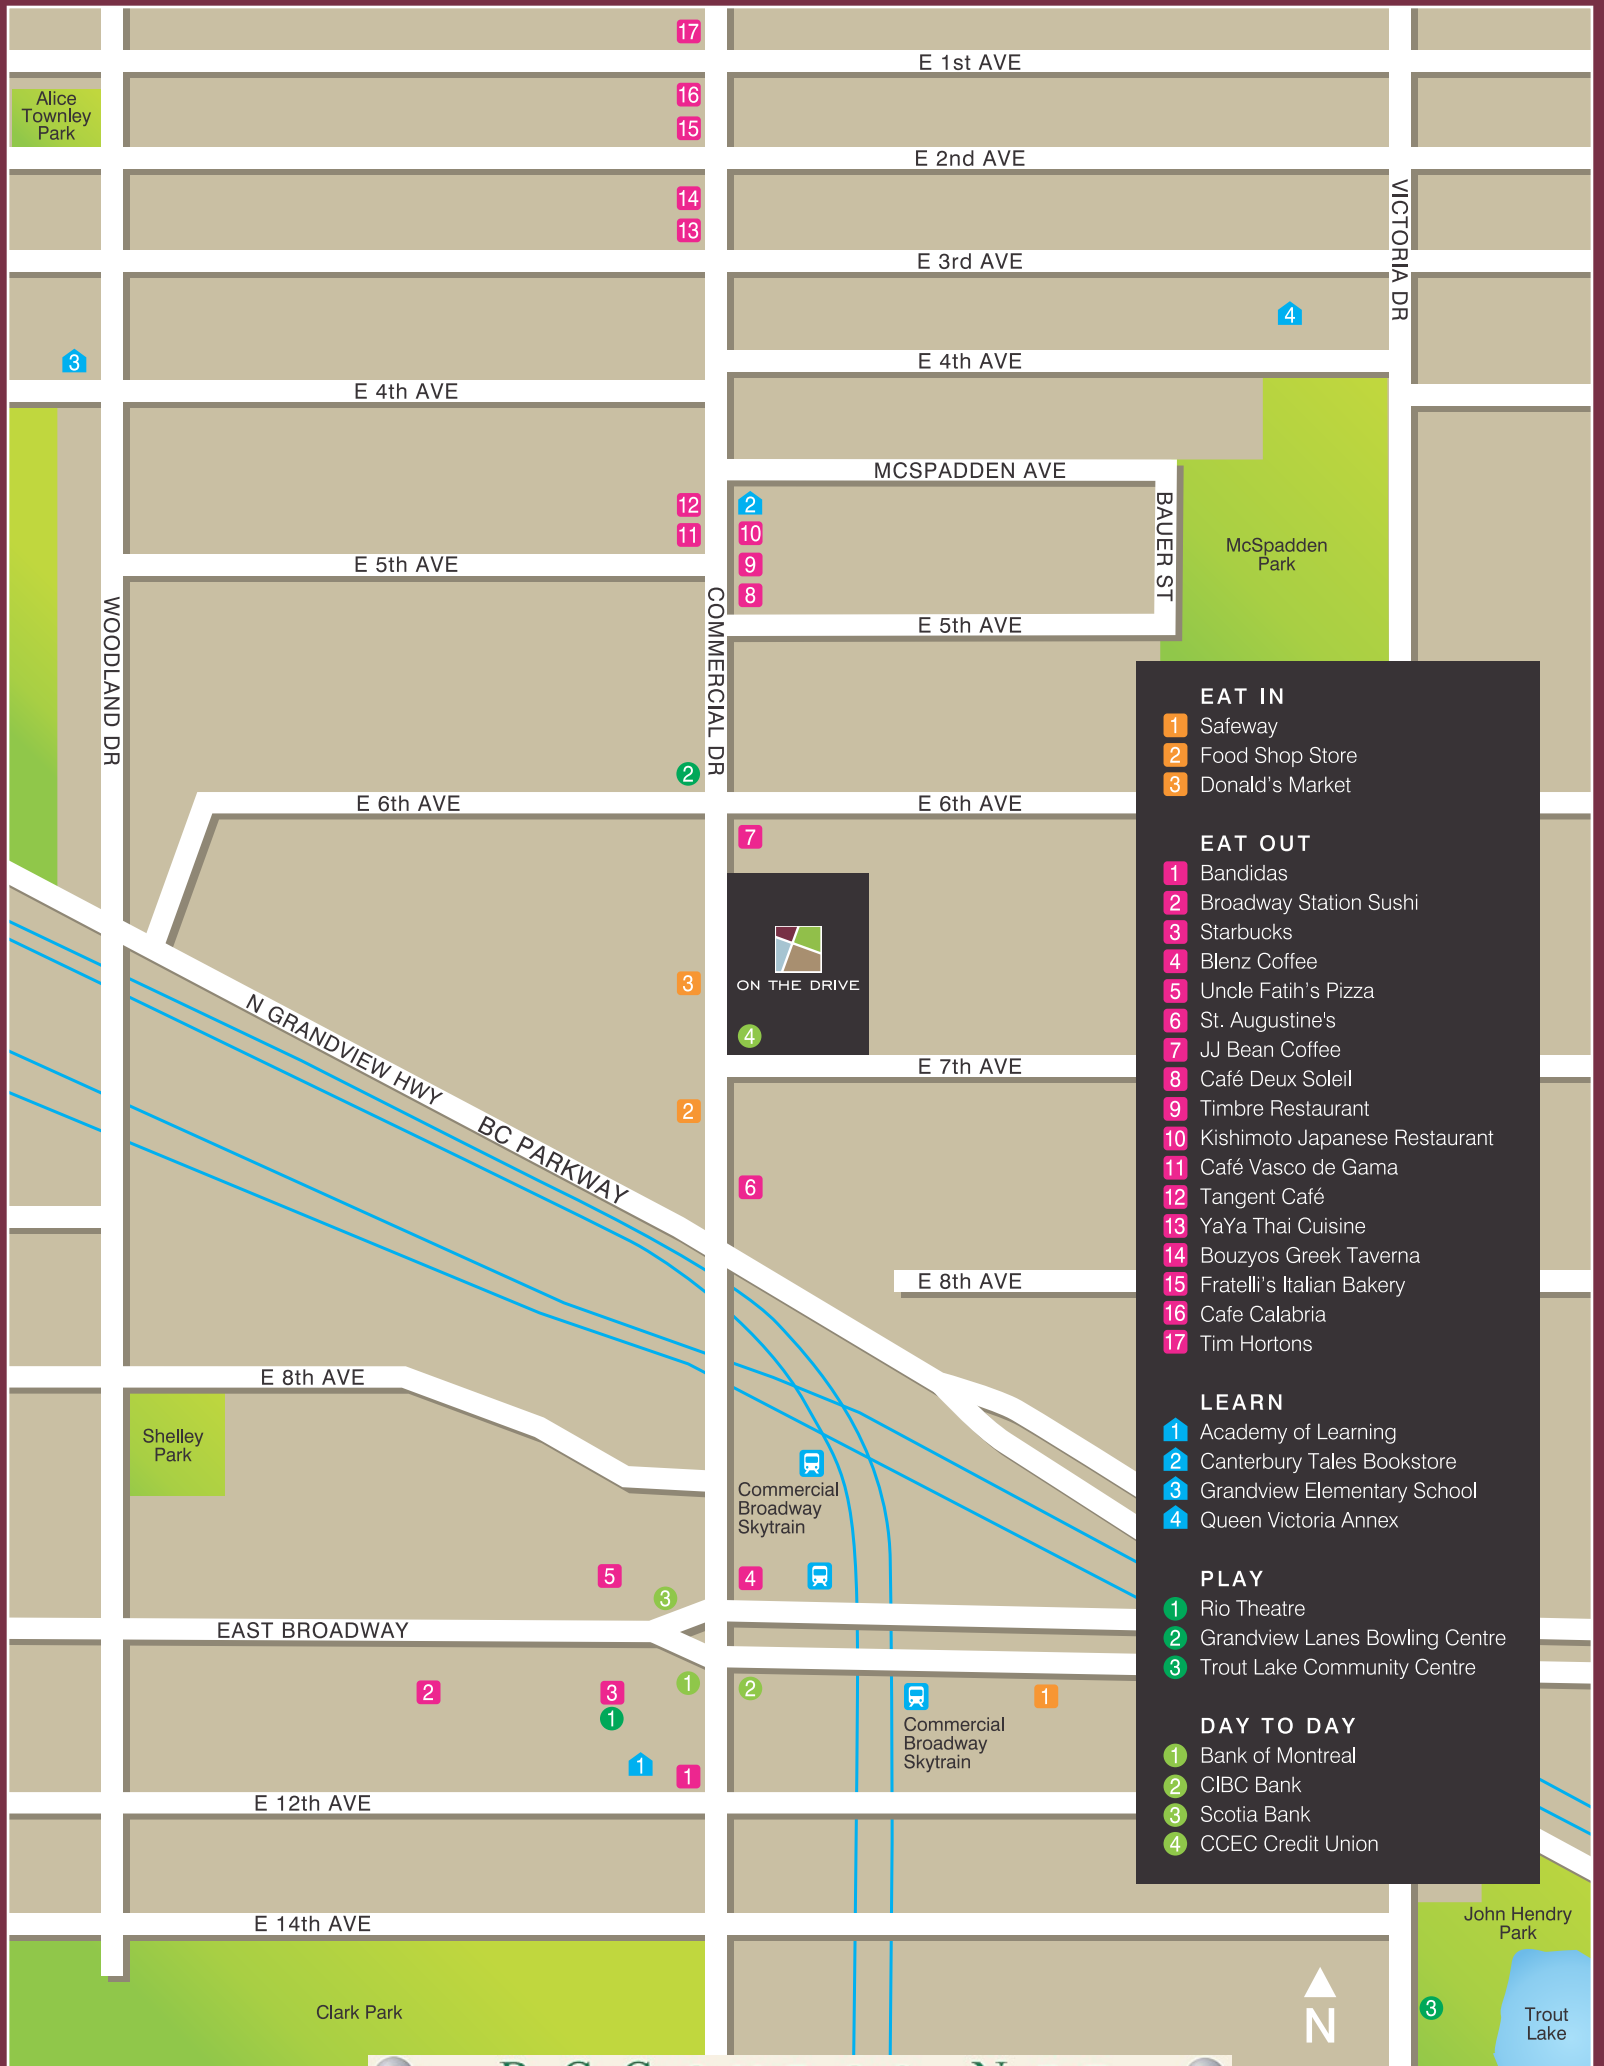 17
E 1st AVE
Alice
Townley
Park
16
15
E 2nd AVE
14
13
VICTORIA DR
E 3rd AVE
4
3
E 4th AVE
E 4th AVE
MCSPADDEN AVE
12
2
11
10
BAUER ST
McSpadden
Park
E 5th AVE
9
8
WOODLAND DR
COMMERCIAL DR
E 5th AVE
2
E 6th AVE
E 6th AVE
7
3
ON THE DRIVE
4
N GRANDVIEW HWY
BC PARKWAY
E 7th AVE
2
6
E 8th AVE
E 8th AVE
Shelley
Park
Commercial
Broadway
Skytrain
5
4
3
EAST BROADWAY
1
2
2
3
1
1
Commercial
Broadway
Skytrain
1
1
E 12th AVE
E 14th AVE
Clark Park
EAT IN
1 Safeway
2 Food Shop Store
3 Donald's Market
EAT OUT
1 Bandidas
2 Broadway Station Sushi
3 Starbucks
4 Blenz Coffee
5 Uncle Fatih's Pizza
6 St. Augustine's
7 JJ Bean Coffee
8 Café Deux Soleil
9 Timbre Restaurant
10 Kishimoto Japanese Restaurant
11 Café Vasco de Gama
12 Tangent Café
13 YaYa Thai Cuisine
14 Bouzyos Greek Taverna
15 Fratelli's Italian Bakery
16 Cafe Calabria
17 Tim Hortons
LEARN
1 Academy of Learning
2 Canterbury Tales Bookstore
3 Grandview Elementary School
4 Queen Victoria Annex
PLAY
1 Rio Theatre
2 Grandview Lanes Bowling Centre
3 Trout Lake Community Centre
DAY TO DAY
1 Bank of Montreal
2 CIBC Bank
3 Scotia Bank
4 CCEC Credit Union
John Hendry
Park
3
Trout
Lake
N